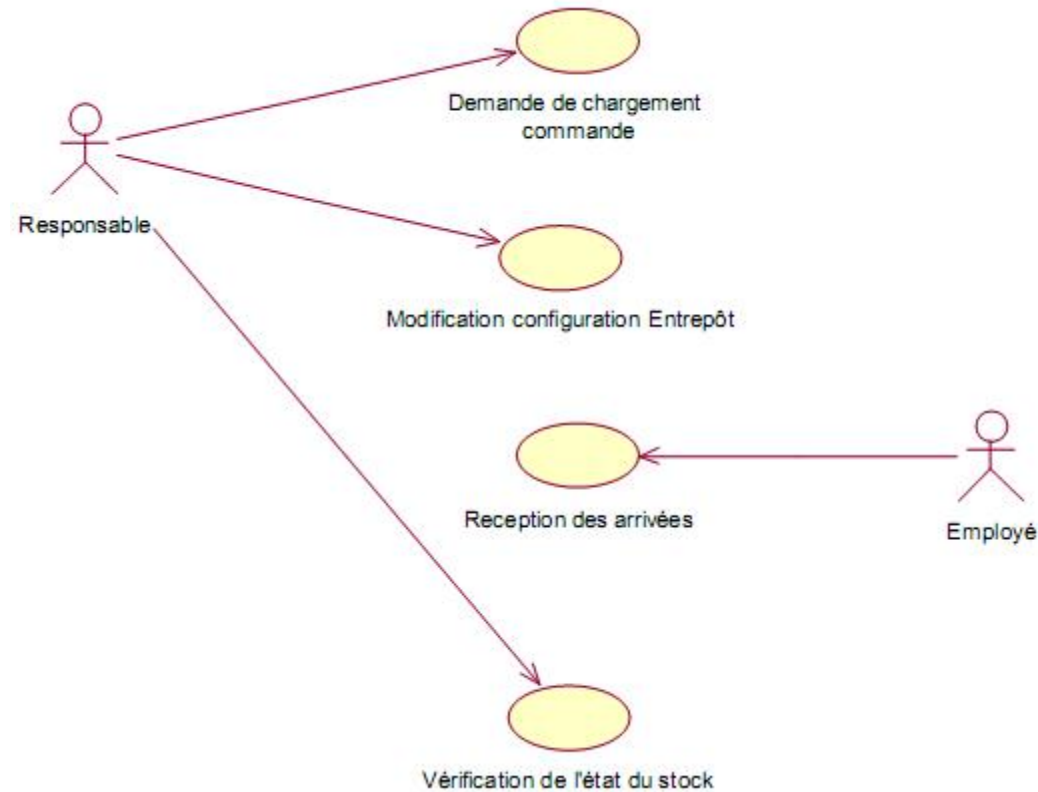 Demande de chargement
commande
Responsable
Modification configuration Entrepôt
Reception des arrivées
Employé
Vérification de l'état du stock